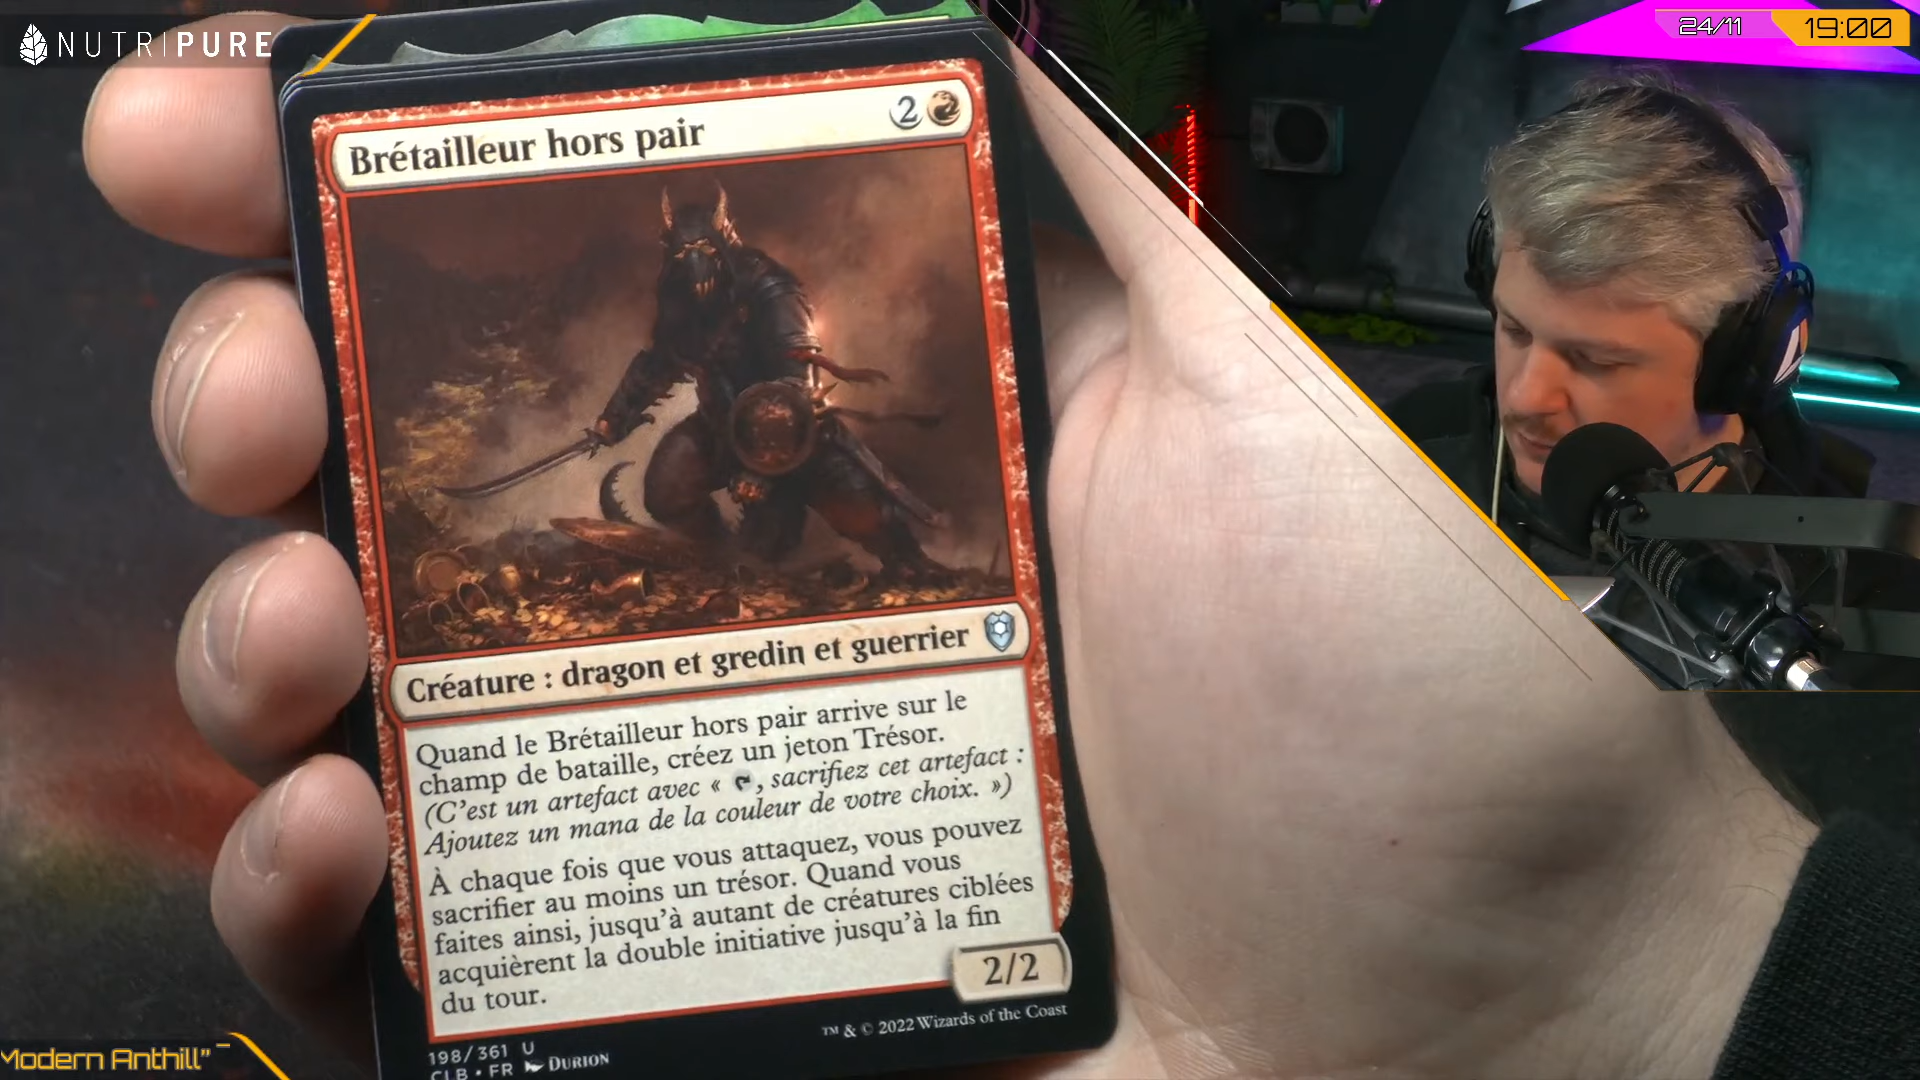 NUTRIPURE
24/11
19:00
Brétailleur hors pair
2
Créature : dragon et gredin et guerrier
Quand le Brétailleur hors pair arrive sur le
champ de bataille, créez un jeton Trésor.
(C'est un artefact avec « , sacrifiez cet artefact :
Ajoutez un mana de la couleur de votre choix. »)
À chaque fois que vous attaquez, vous pouvez
sacrifier au moins un trésor. Quand vous
faites ainsi, jusqu'à autant de créatures ciblées
acquièrent la double initiative jusqu'à la fin
du tour.
2/2
™ & © 2022 Wizards of the Coast
198/361 U
CLB • FR DURION
Modern Anthill" -